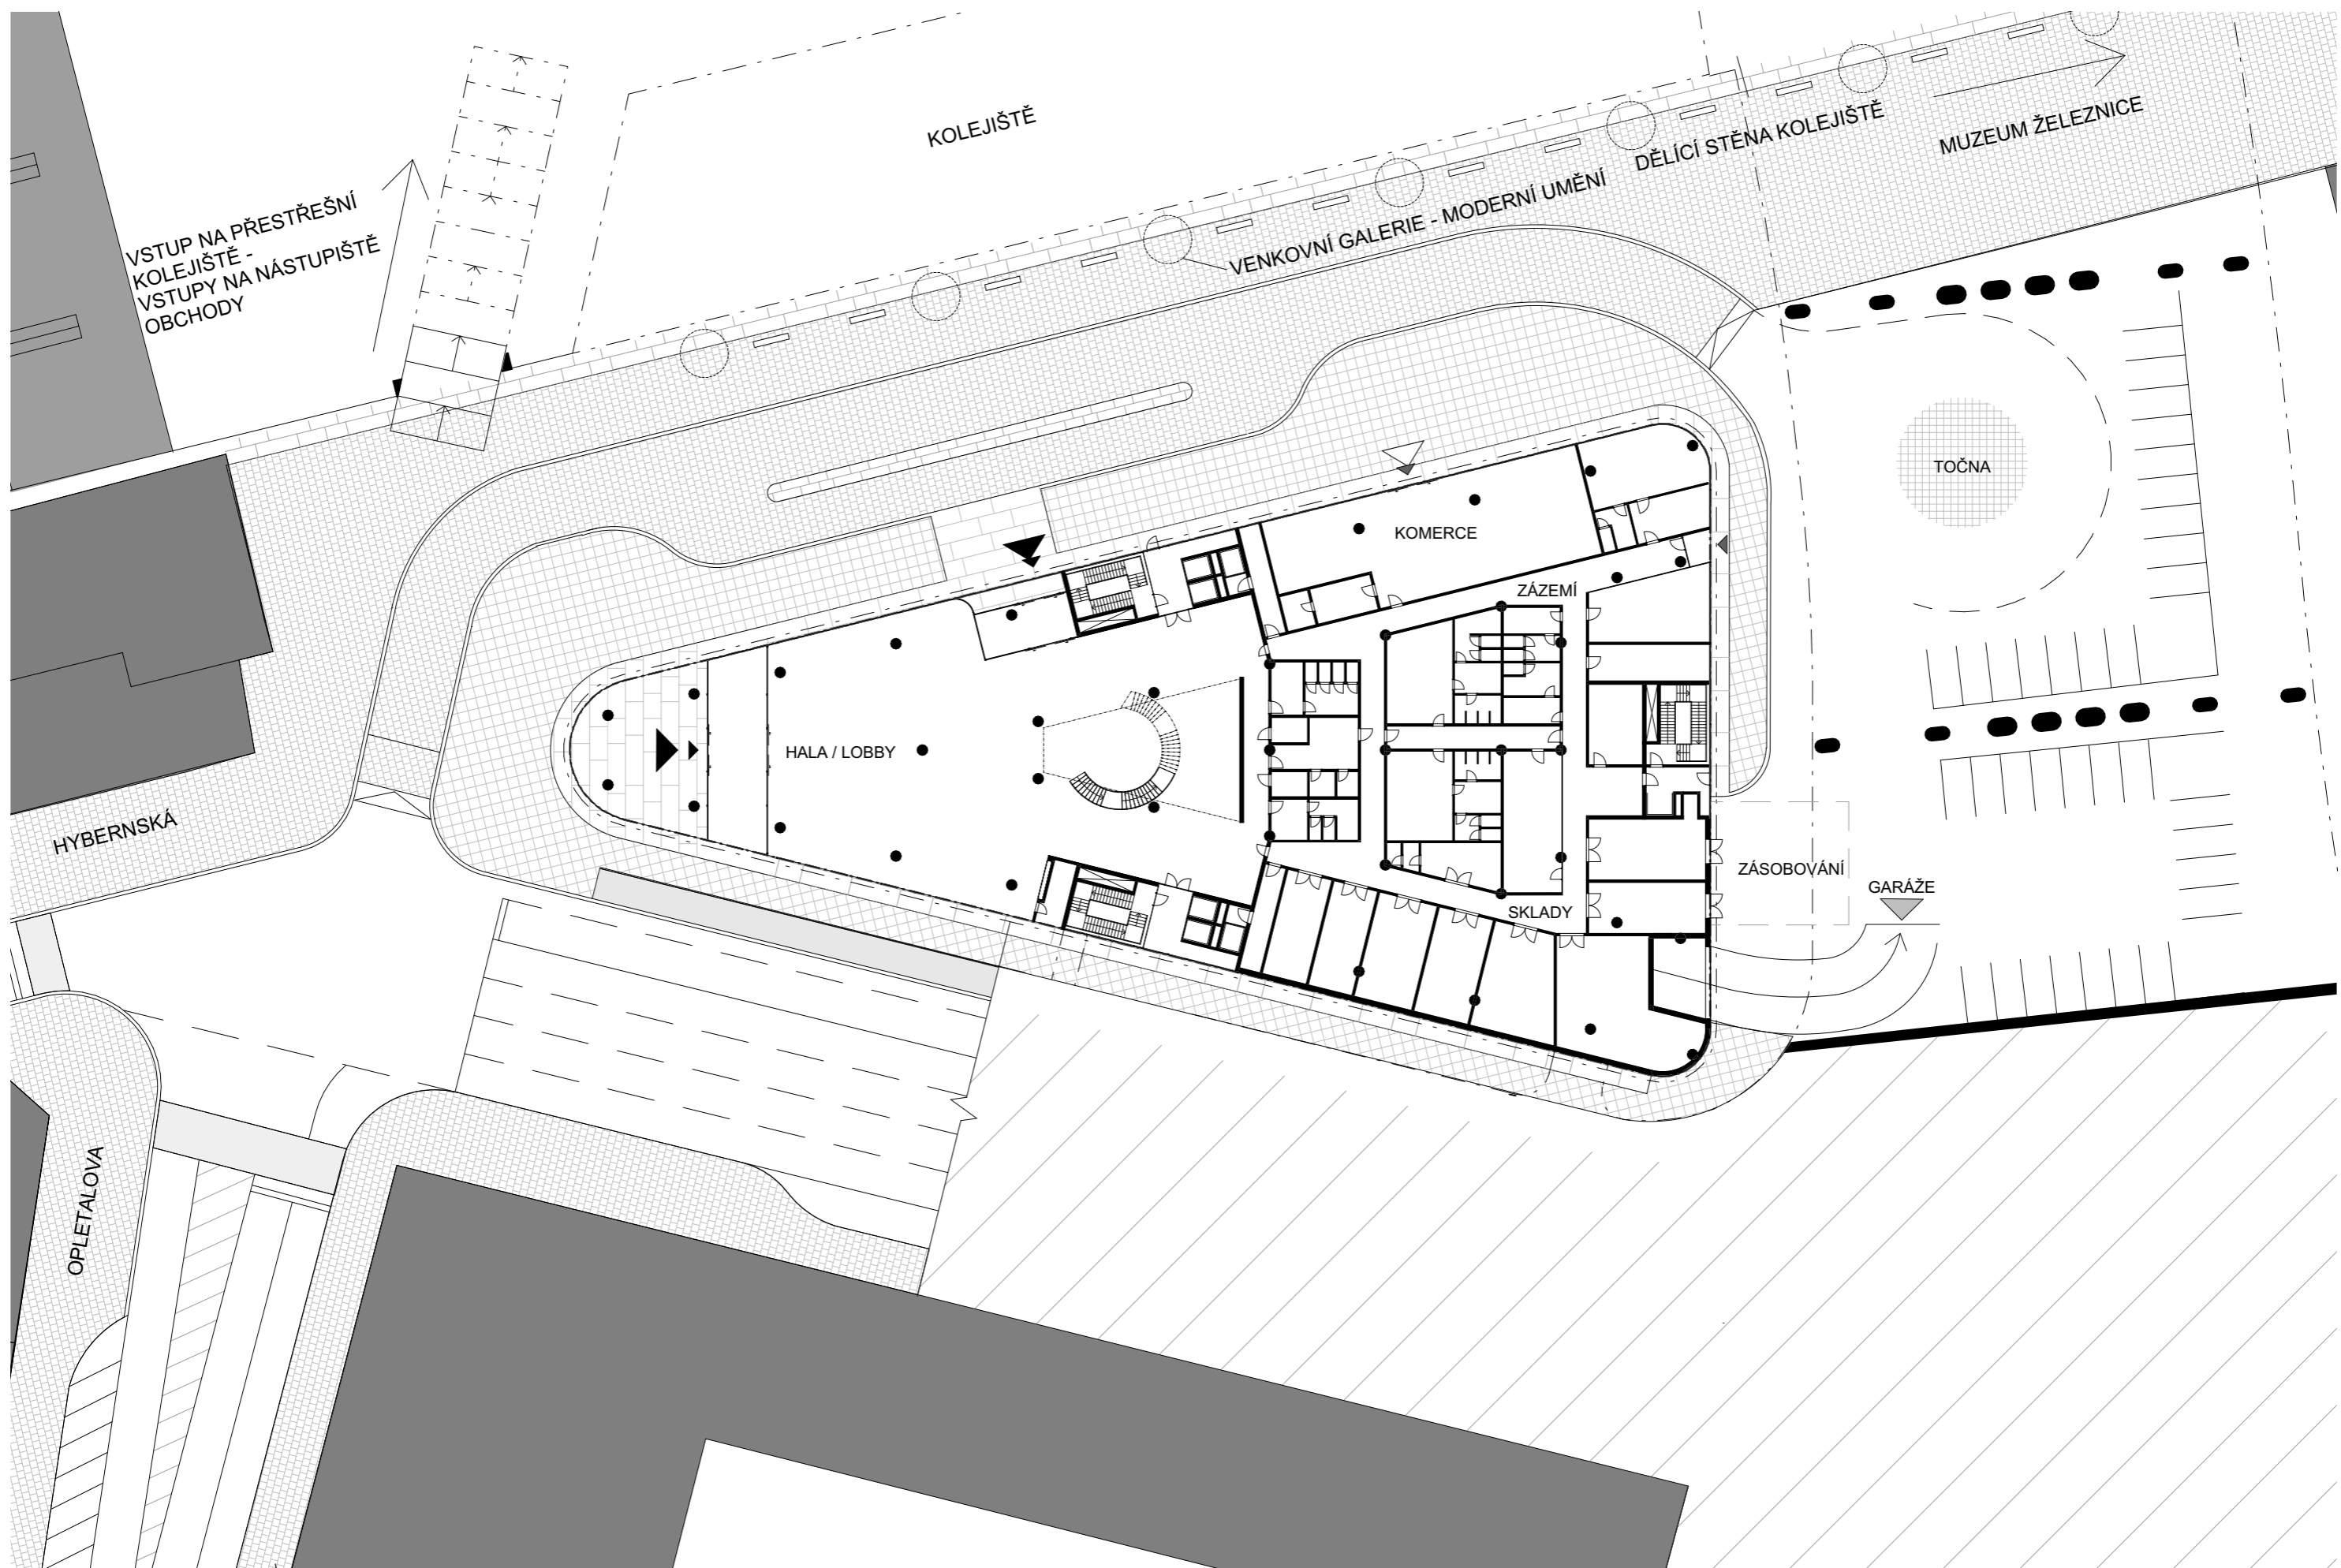 KOLEJIŠTĚ
VSTUP NA PŘESTŘEŠNÍ
KOLEJIŠTĚ -
VSTUPY NA NÁSTUPIŠTĚ
OBCHODY
VENKOVNÍ GALERIE - MODERNÍ UMĚNÍ
DĚLÍCÍ STĚNA KOLEJIŠTĚ
MUZEUM ŽELEZNICE
TOČNA
KOMERCE
ZÁZEMÍ
HALA / LOBBY
HYBERNSKÁ
ZÁSOBOVÁNÍ
GARÁŽE
SKLADY
OPLETALOVA